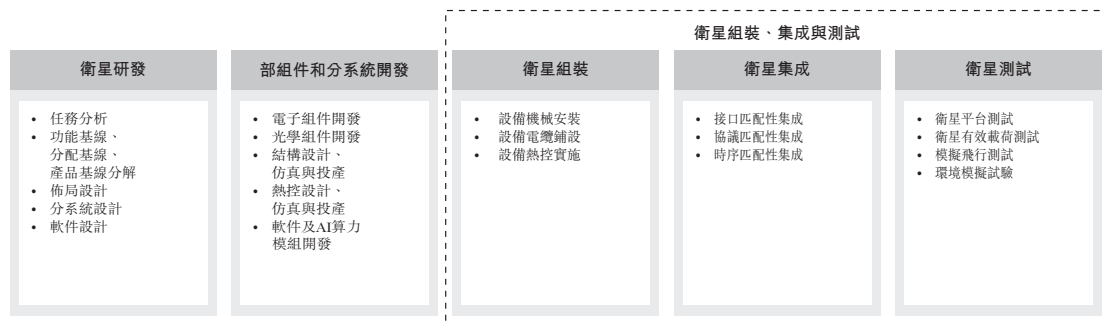 衛星組裝、集成與測試
衛星研發
• 任務分析
• 功能基線、
分配基線、
產品基線分解
• 佈局設計
• 分系統設計
• 軟件設計
部組件和分系統開發
• 電子組件開發
• 光學組件開發
• 結構設計、
仿真與投產
• 熱控設計、
仿真與投產
• 軟件及AI算力
模組開發
衛星組裝
• 設備機械安裝
• 設備電纜鋪設
• 設備熱控實施
衛星集成
• 接口匹配性集成
• 協議匹配性集成
• 時序匹配性集成
衛星測試
• 衛星平台測試
• 衛星有效載荷測試
• 模擬飛行測試
• 環境模擬試驗